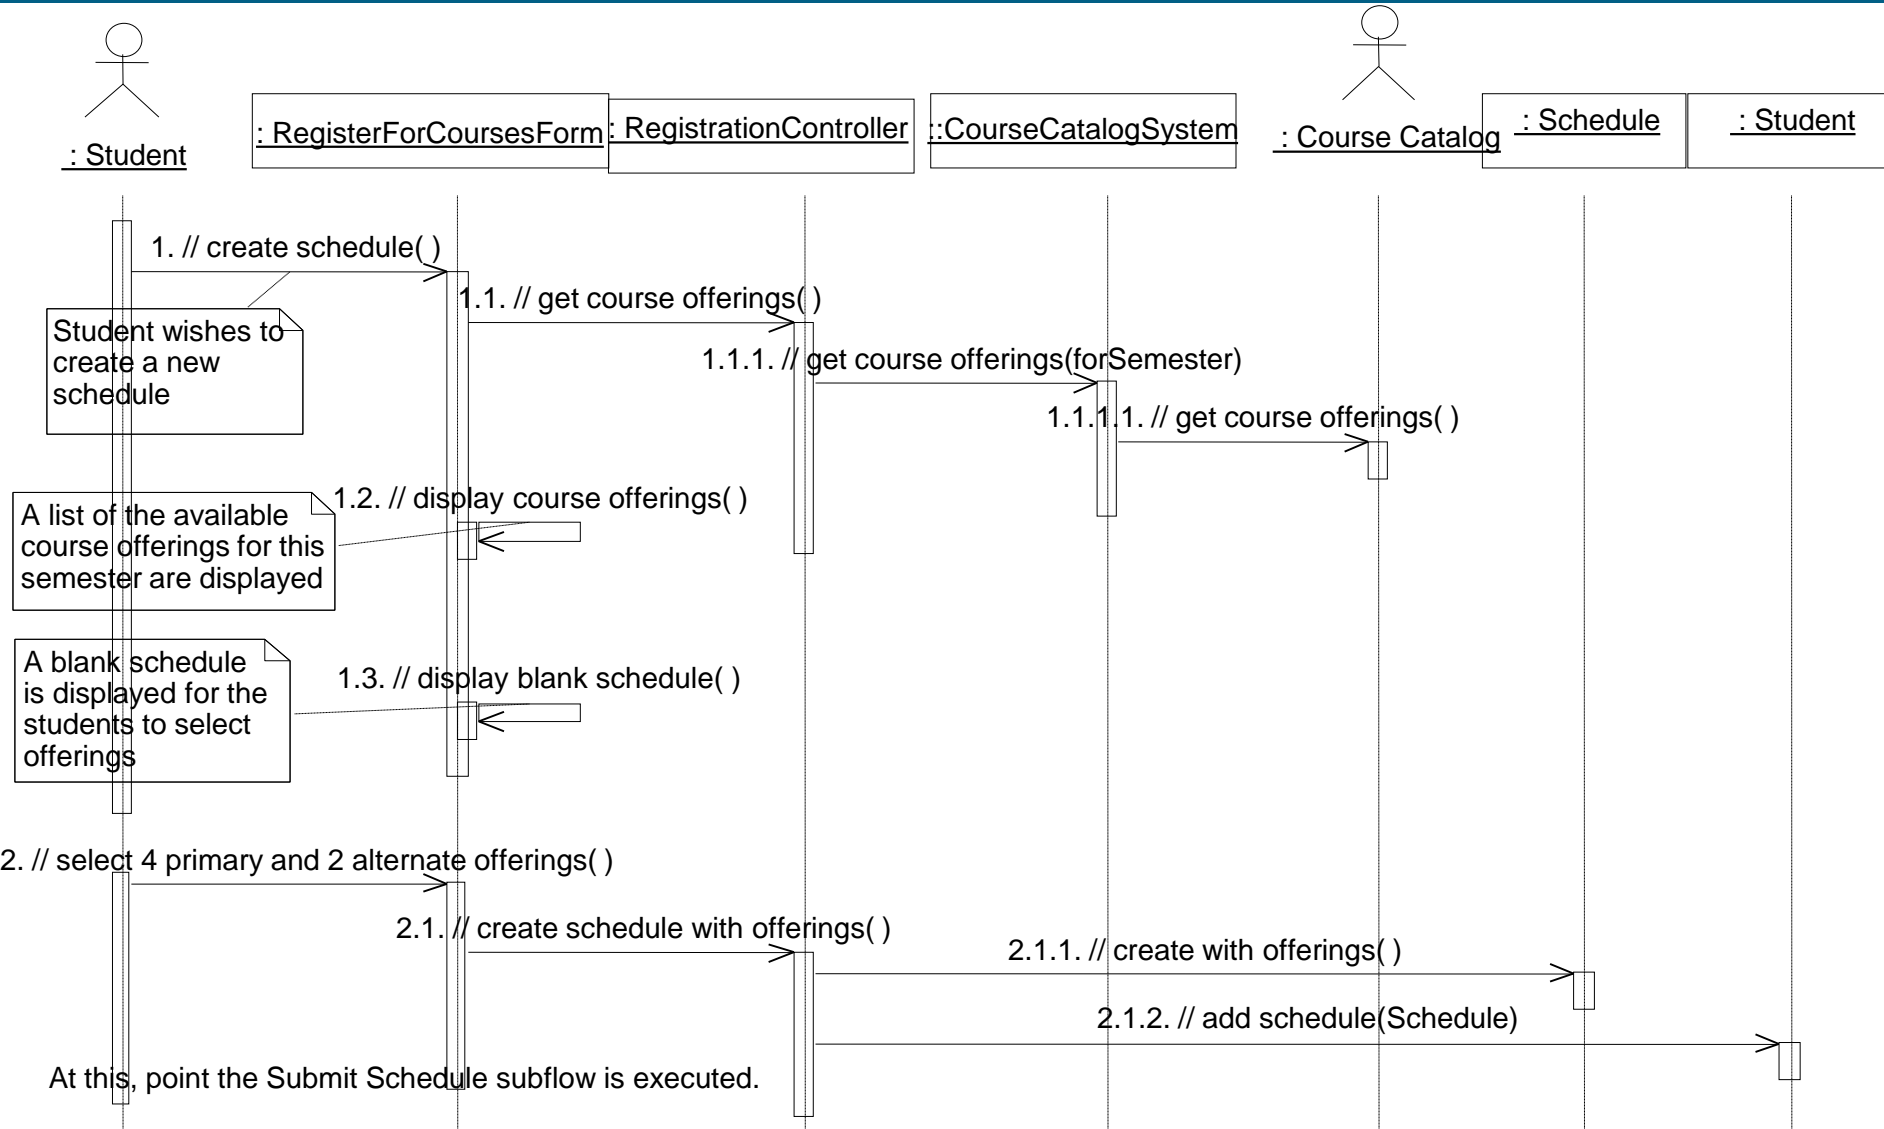 : Student
: RegisterForCoursesForm
: RegistrationController
::CourseCatalogSystem
: Course Catalog
: Schedule
: Student
1. // create schedule( )
1.1. // get course offerings( )
Student wishes to
create a new
schedule
1.1.1. // get course offerings(forSemester)
1.1.1.1. // get course offerings( )
1.2. // display course offerings( )
A list of the available
course offerings for this
semester are displayed
1.3. // display blank schedule( )
A blank schedule
is displayed for the
students to select
offerings
2. // select 4 primary and 2 alternate offerings( )
2.1. // create schedule with offerings( )
2.1.1. // create with offerings( )
2.1.2. // add schedule(Schedule)
At this, point the Submit Schedule subflow is executed.